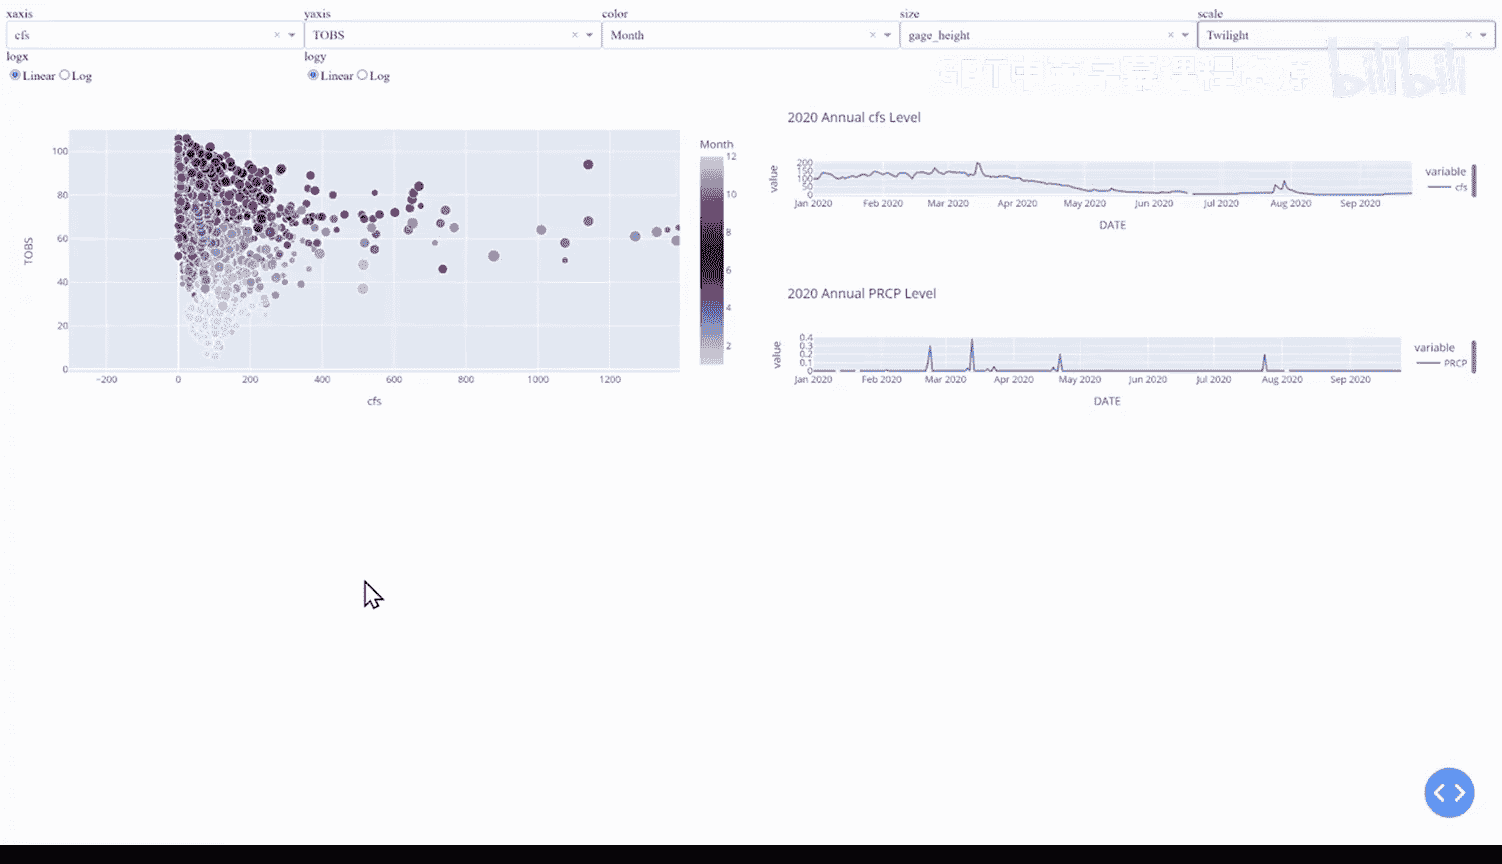 xaxis yaxis color size scale
cfs × TOBS × Month × gage_height × Twilight ×
logx logy
Linear Log Linear Log
bilibili
2020 Annual cfs Level
Month
12
10
8
6
4
2
100
80
60
40
20
0
TOBS
−200 0 200 400 600 800 1000 1200
cfs
value
200
150
100
50
0
Jan 2020 Feb 2020 Mar 2020 Apr 2020 May 2020 Jun 2020 Jul 2020 Aug 2020 Sep 2020
DATE
variable
cfs
2020 Annual PRCP Level
value
0.4
0.3
0.2
0.1
0
Jan 2020 Feb 2020 Mar 2020 Apr 2020 May 2020 Jun 2020 Jul 2020 Aug 2020 Sep 2020
DATE
variable
PRCP